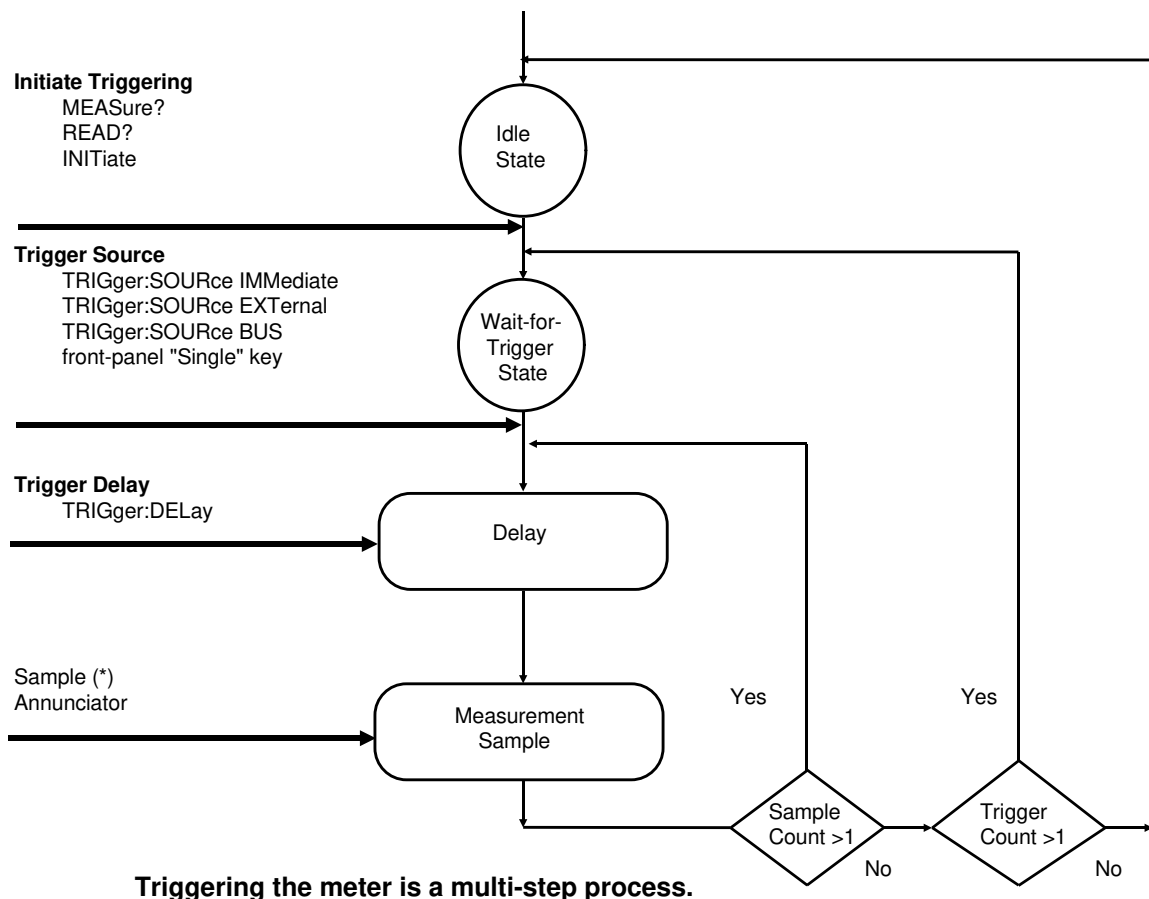 Initiate Triggering
MEASure?
READ?
INITiate
Idle
State
Trigger Source
TRIGger:SOURce IMMediate
TRIGger:SOURce EXTernal
TRIGger:SOURce BUS
front-panel "Single" key
Wait-for-
Trigger
State
Trigger Delay
TRIGger:DELay
Delay
Sample (*)
Annunciator
Measurement
Sample
Yes
Yes
Sample
Count >1
Trigger
Count >1
No
No
Triggering the meter is a multi-step process.